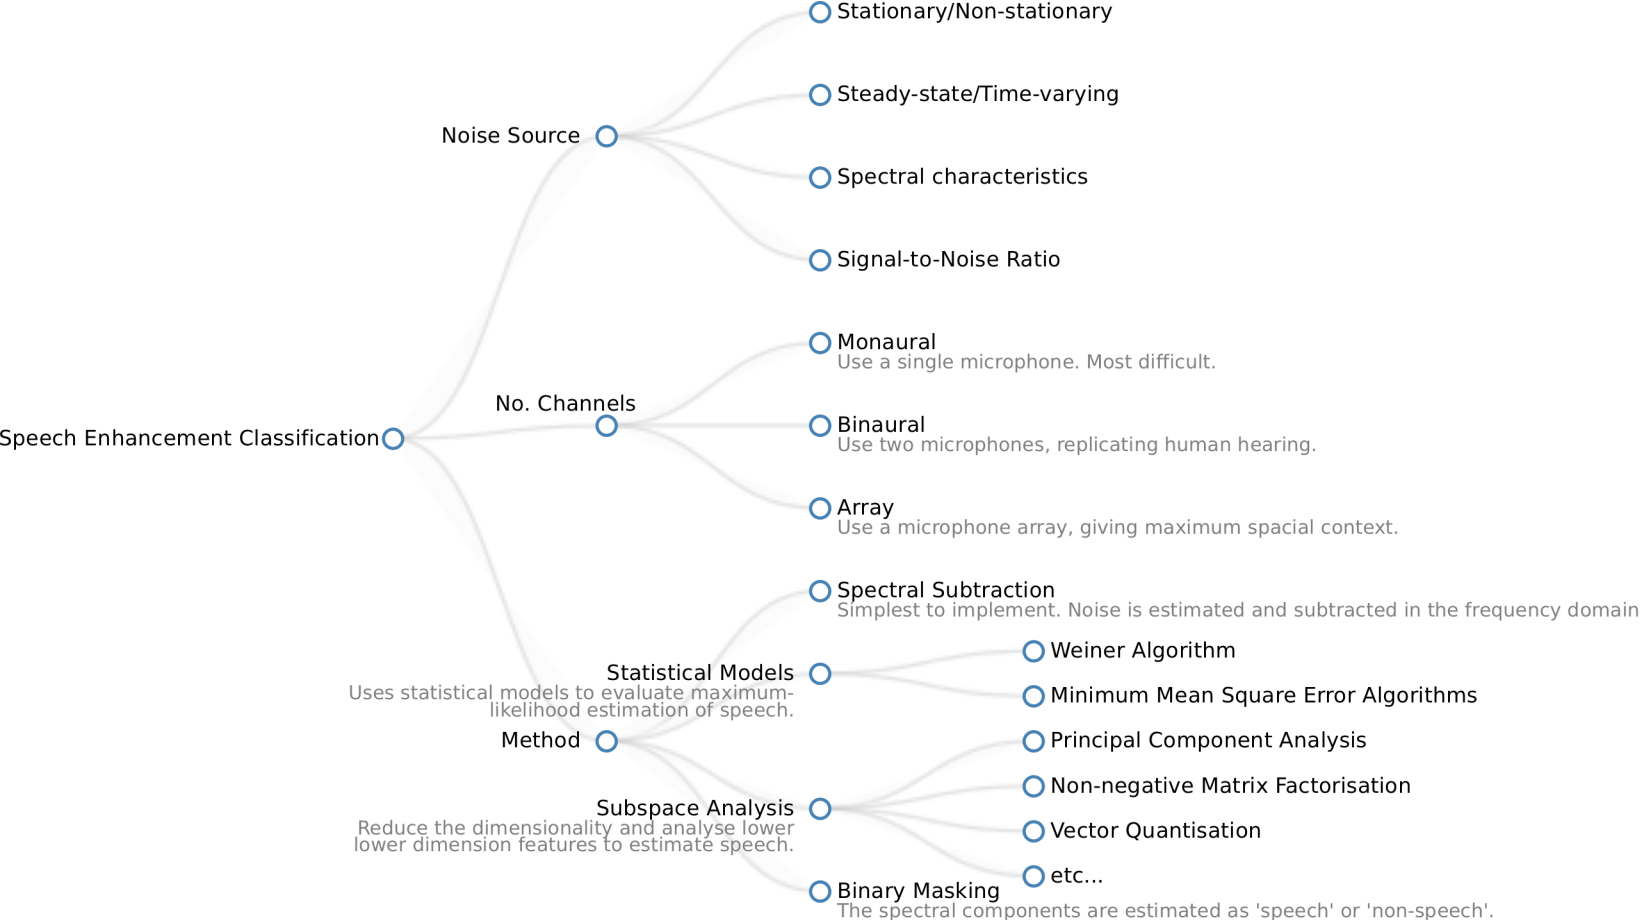 Stationary/Non-stationary
Steady-state/Time-varying
Noise Source
Spectral characteristics
Signal-to-Noise Ratio
Monaural
Use a single microphone. Most difficult.
No. Channels
Binaural
Use two microphones, replicating human hearing.
Speech Enhancement Classification
Array
Use a microphone array, giving maximum spacial context.
Spectral Subtraction
Simplest to implement. Noise is estimated and subtracted in the frequency domain
Weiner Algorithm
Statistical Models
Uses statistical models to evaluate maximum-
likelihood estimation of speech.
Minimum Mean Square Error Algorithms
Method
Principal Component Analysis
Non-negative Matrix Factorisation
Subspace Analysis
Reduce the dimensionality and analyse lower
lower dimension features to estimate speech.
Vector Quantisation
etc...
Binary Masking
The spectral components are estimated as 'speech' or 'non-speech'.